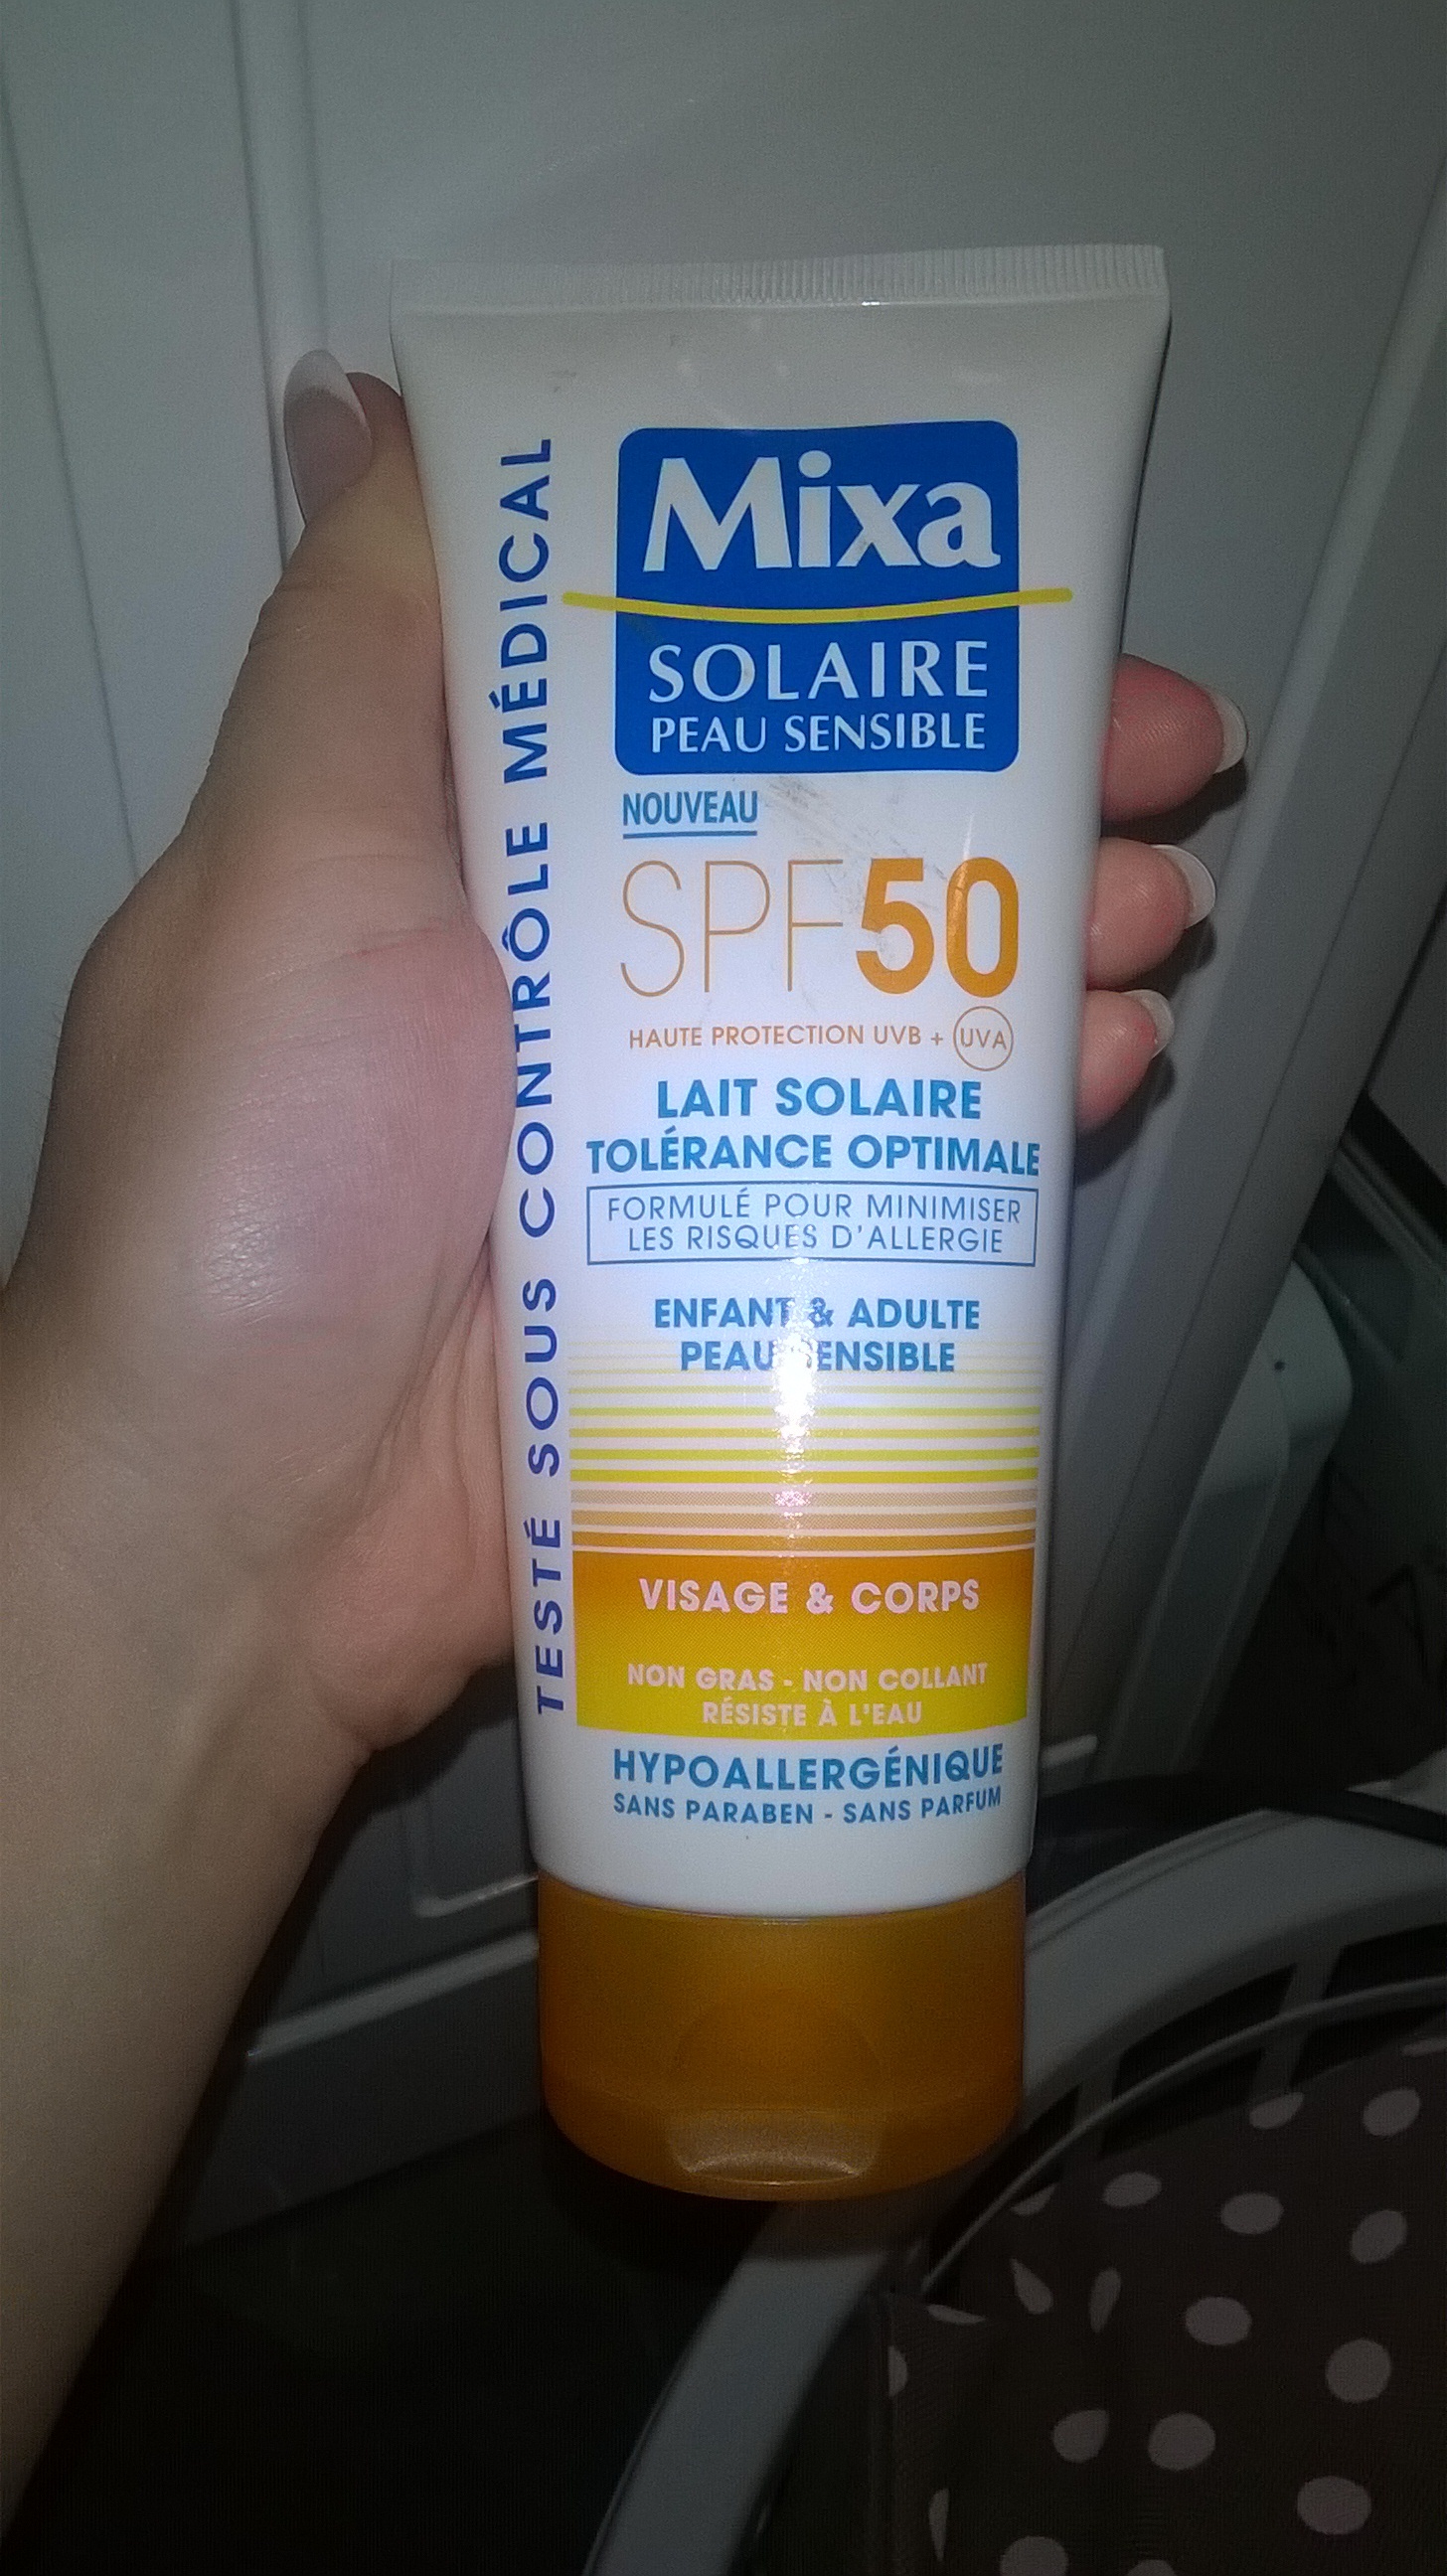 Mixa
SOLAIRE
PEAU SENSIBLE
NOUVEAU
SPF50
HAUTE PROTECTION UVB + UVA
LAIT SOLAIRE
TOLÉRANCE OPTIMALE
FORMULÉ POUR MINIMISER
LES RISQUES D'ALLERGIE
ENFANT & ADULTE
PEAU SENSIBLE
VISAGE & CORPS
NON GRAS - NON COLLANT
RÉSISTE À L'EAU
HYPOALLERGÉNIQUE
SANS PARABEN - SANS PARFUM
TESTÉ SOUS CONTRÔLE MÉDICAL